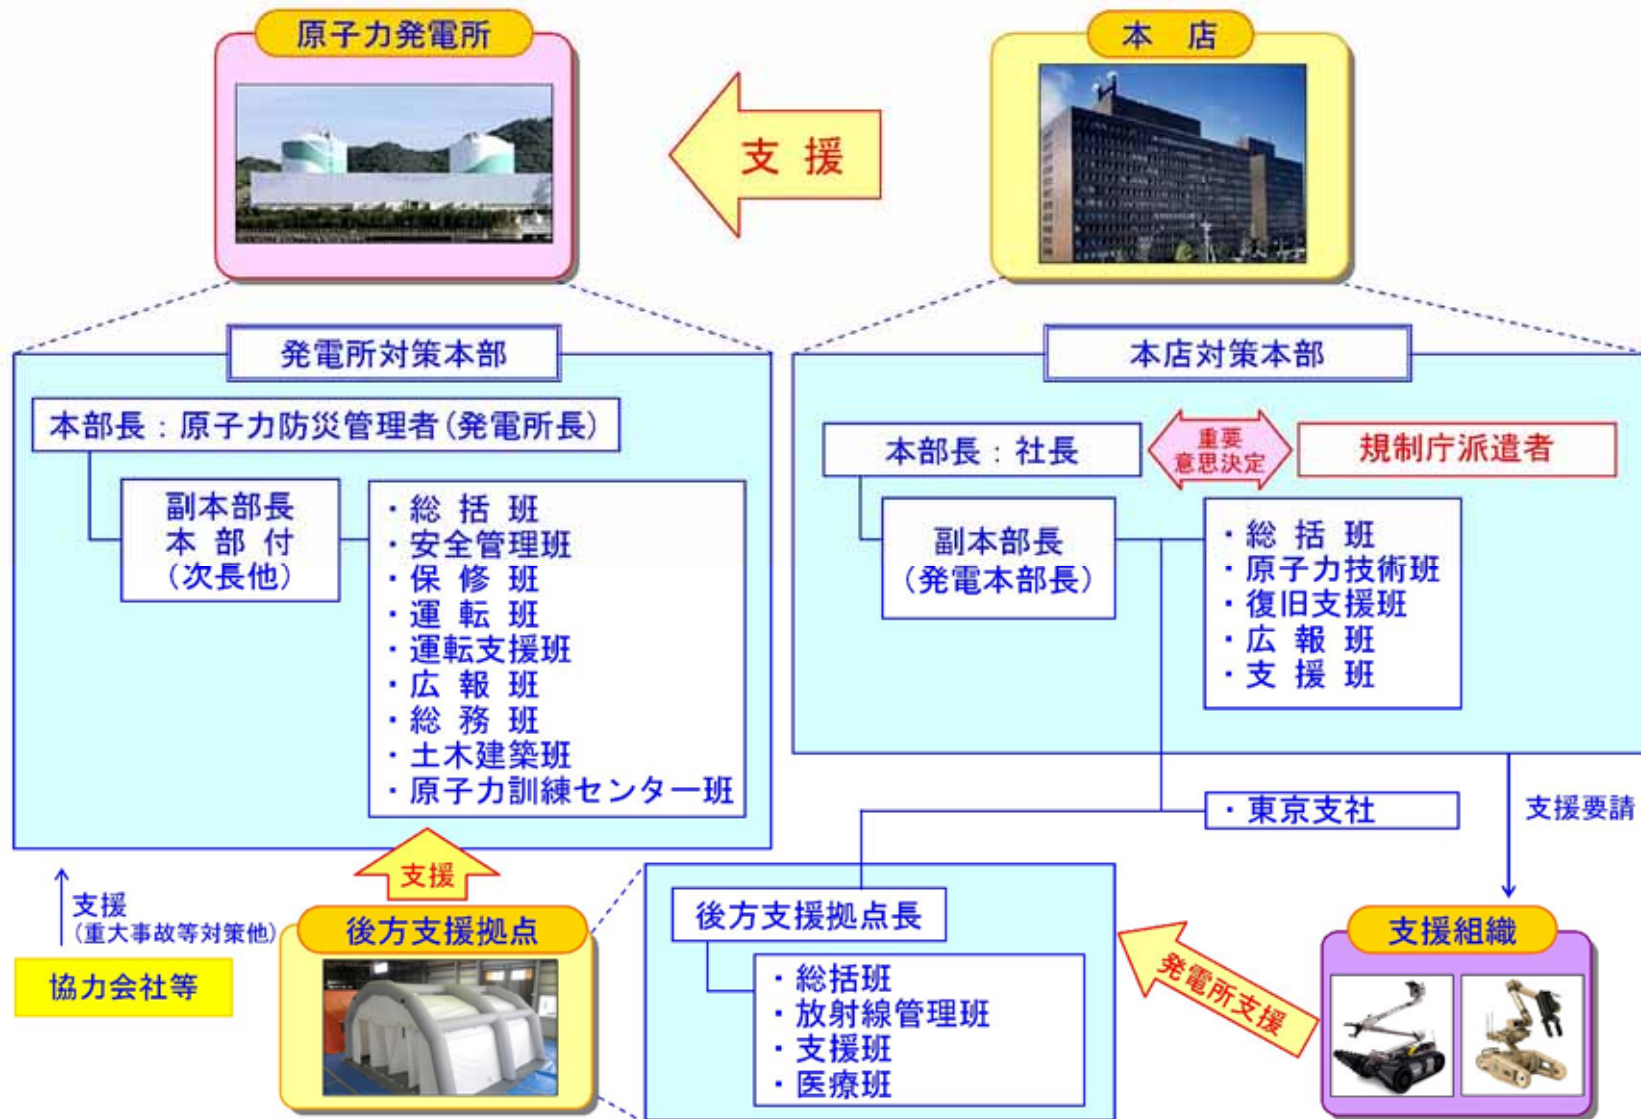 原子力発電所
本 店
支 援
発電所対策本部
本部長：原子力防災管理者（発電所長）
副本部長
本 部 付
（次長他）
・総 括 班
・安全管理班
・保 修 班
・運 転 班
・運転支援班
・広 報 班
・総 務 班
・土木建築班
・原子力訓練センター班
本店対策本部
本部長：社長
重要
意思決定
規制庁派遣者
副本部長
（発電本部長）
・総 括 班
・原子力技術班
・復旧支援班
・広 報 班
・支 援 班
・東京支社
支援要請
支援
支援
（重大事故等対策他）
協力会社等
後方支援拠点
後方支援拠点長
・総括班
・放射線管理班
・支援班
・医療班
発電所支援
支援組織